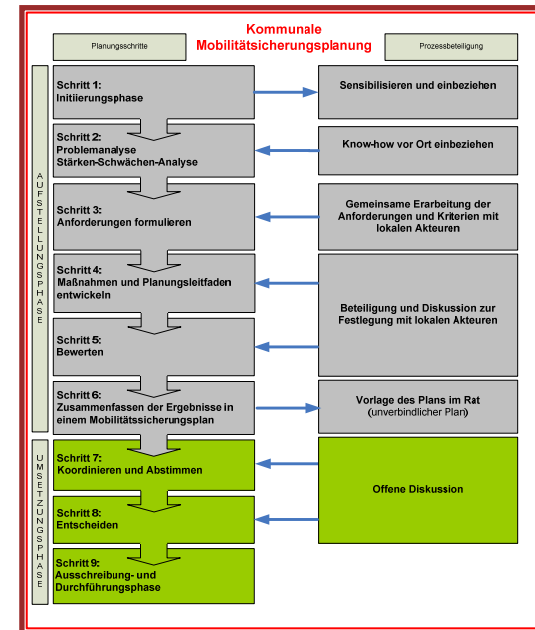 Kommunale
Mobilitätsicherungsplanung
Planungsschritte
Prozessbeteiligung
AUFSTELLUNGSPHASE
Schritt 1:
Initiierungsphase
Sensibilisieren und einbeziehen
Schritt 2:
Problemanalyse
Stärken-Schwächen-Analyse
Know-how vor Ort einbeziehen
Schritt 3:
Anforderungen formulieren
Gemeinsame Erarbeitung der
Anforderungen und Kriterien mit
lokalen Akteuren
Schritt 4:
Maßnahmen und Planungsleitfaden
entwickeln
Beteiligung und Diskussion zur
Festlegung mit lokalen Akteuren
Schritt 5:
Bewerten
Schritt 6:
Zusammenfassen der Ergebnisse in
einem Mobilitätssicherungsplan
Vorlage des Plans im Rat
(unverbindlicher Plan)
UMSETZUNGSPHASE
Schritt 7:
Koordinieren und Abstimmen
Offene Diskussion
Schritt 8:
Entscheiden
Schritt 9:
Ausschreibung- und
Durchführungsphase